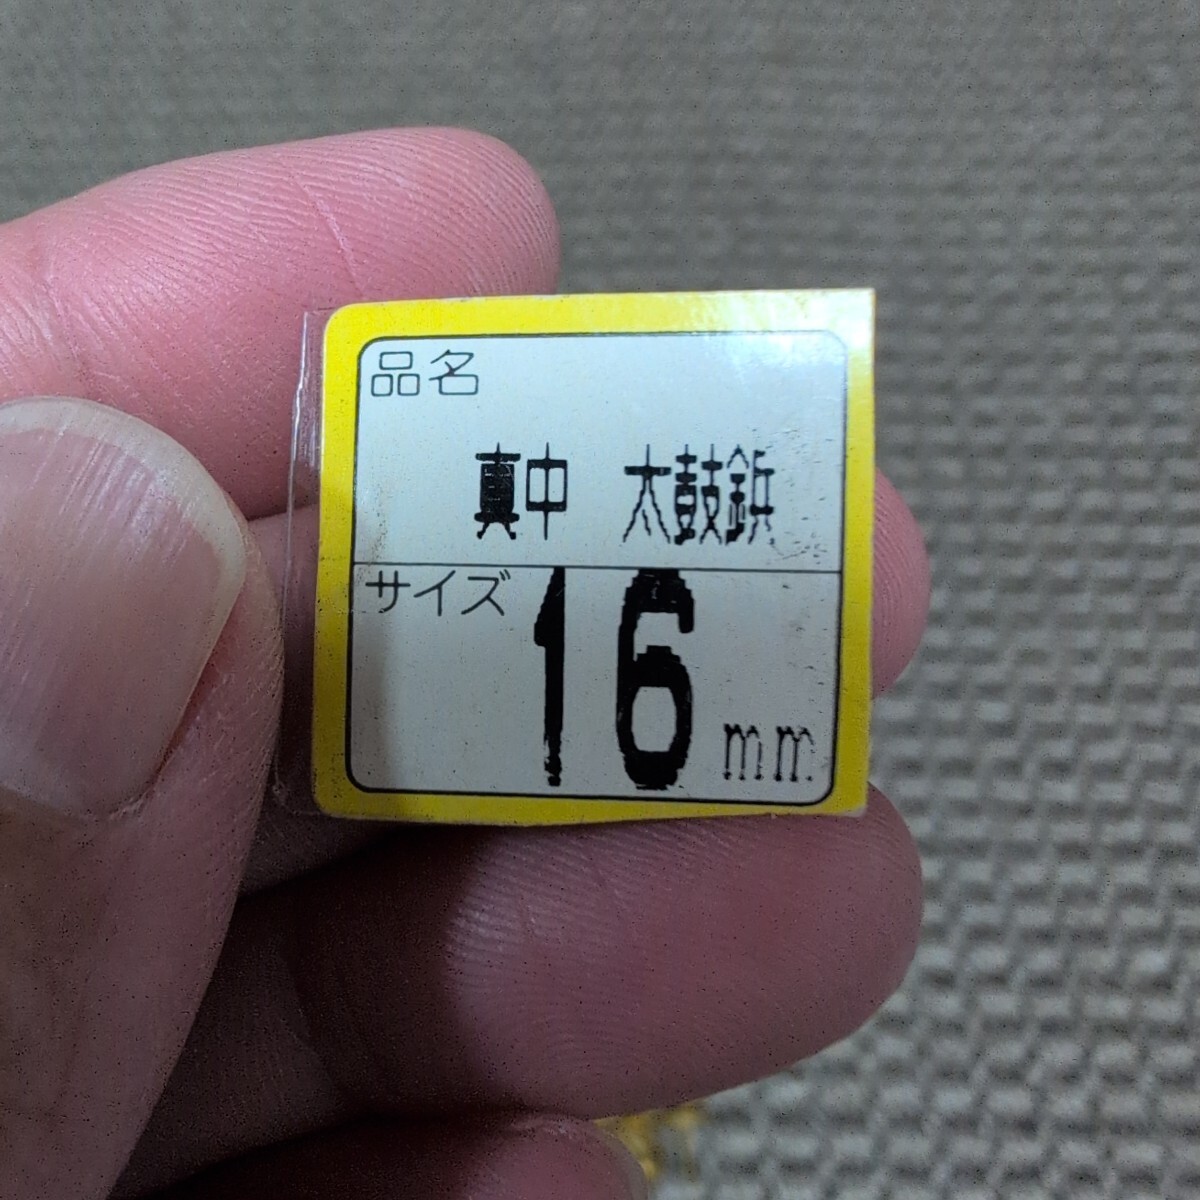 品名
真中 太鼓鋲
サイズ
16 mm